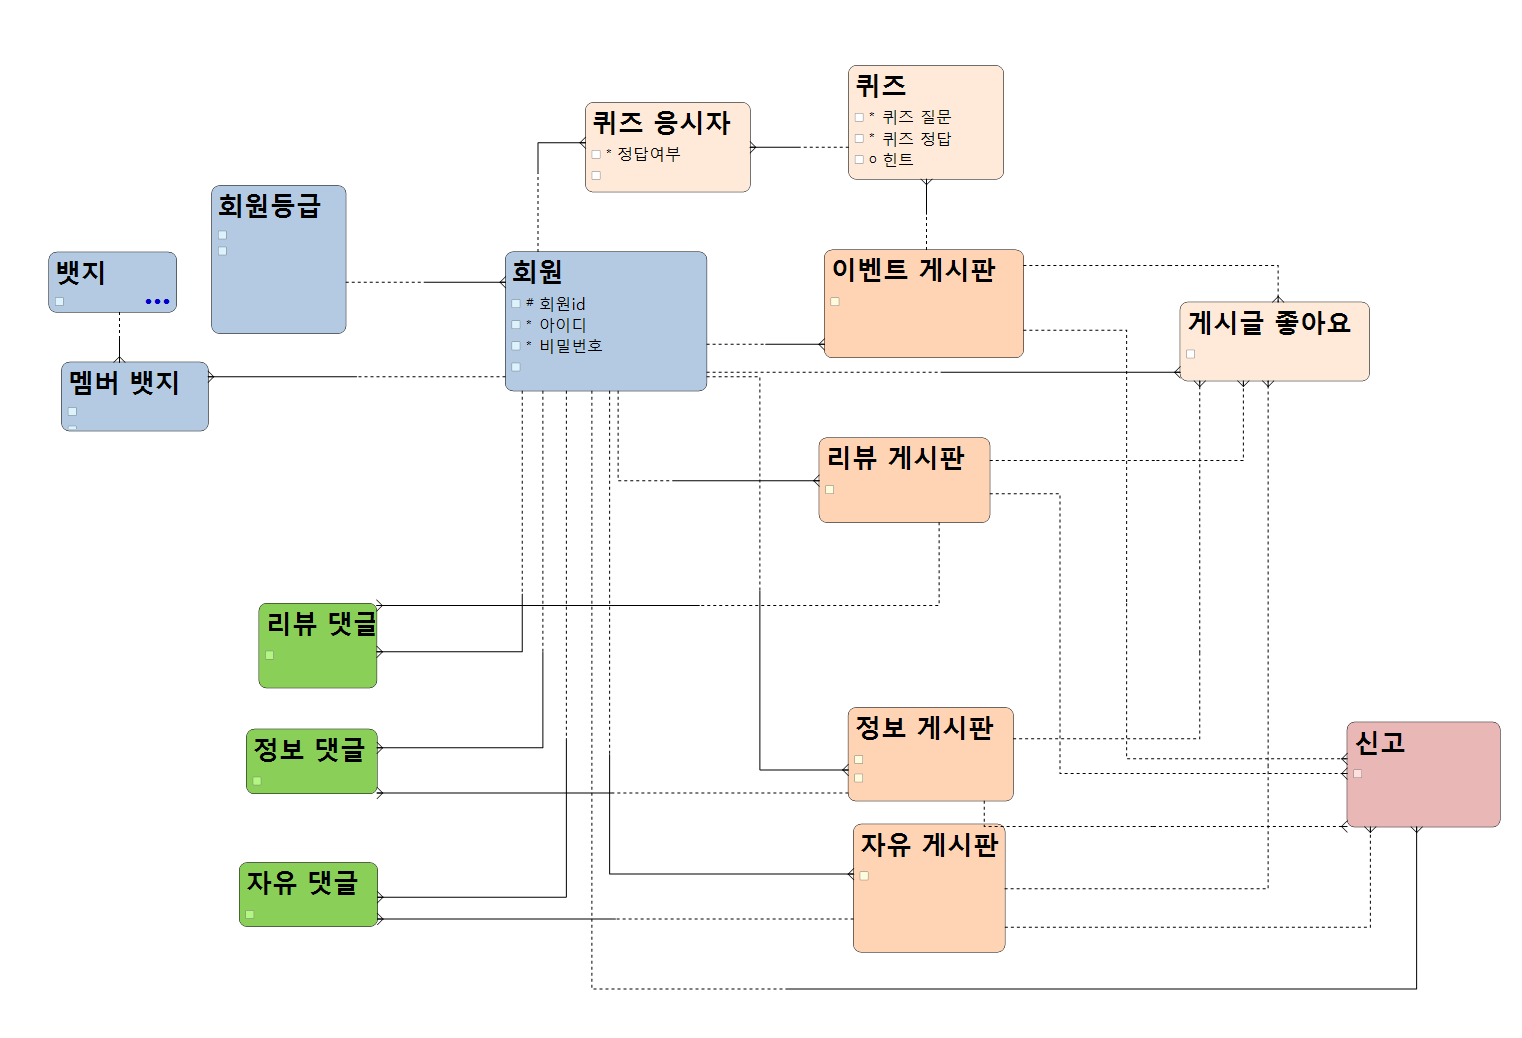 퀴즈
* 퀴즈 질문
* 퀴즈 정답
o 힌트
퀴즈 응시자
* 정답여부
회원등급
뱃지
멤버 뱃지
회원
# 회원id
* 아이디
* 비밀번호
이벤트 게시판
게시글 좋아요
리뷰 게시판
리뷰 댓글
정보 게시판
정보 댓글
신고
자유 게시판
자유 댓글